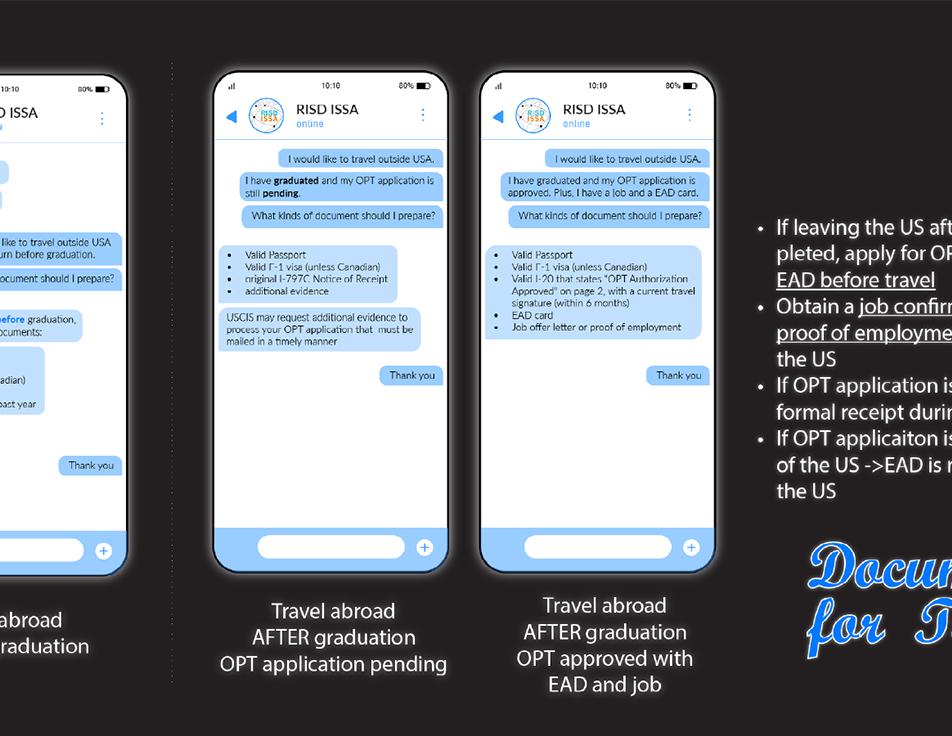 10:10
80%
D ISSA
like to travel outside USA
urn before graduation.
ocument should I prepare?
before graduation,
ocuments:
adian)
past year
Thank you
abroad
raduation
10:10
80%
RISD ISSA
RISD
ISSA
online
I would like to travel outside USA.
I have graduated and my OPT application is
still pending.
What kinds of document should I prepare?
• Valid Passport
• Valid F-1 visa (unless Canadian)
• original I-797C Notice of Receipt
• additional evidence
USCIS may request additional evidence to
process your OPT application that must be
mailed in a timely manner
Thank you
Travel abroad
AFTER graduation
OPT application pending
10:10
80%
RISD ISSA
RISD
ISSA
online
I would like to travel outside USA.
I have graduated and my OPT application is
approved. Plus, I have a job and a EAD card.
What kinds of document should I prepare?
• Valid Passport
• Valid F-1 visa (unless Canadian)
• Valid I-20 that states "OPT Authorization
Approved" on page 2, with a current travel
signature (within 6 months)
• EAD card
• Job offer letter or proof of employment
Thank you
Travel abroad
AFTER graduation
OPT approved with
EAD and job
• If leaving the US aft
pleted, apply for OP
EAD before travel
• Obtain a job confirm
proof of employme
the US
• If OPT application is
formal receipt durin
• If OPT applicaiton is
of the US ->EAD is r
the US
Docum
for T